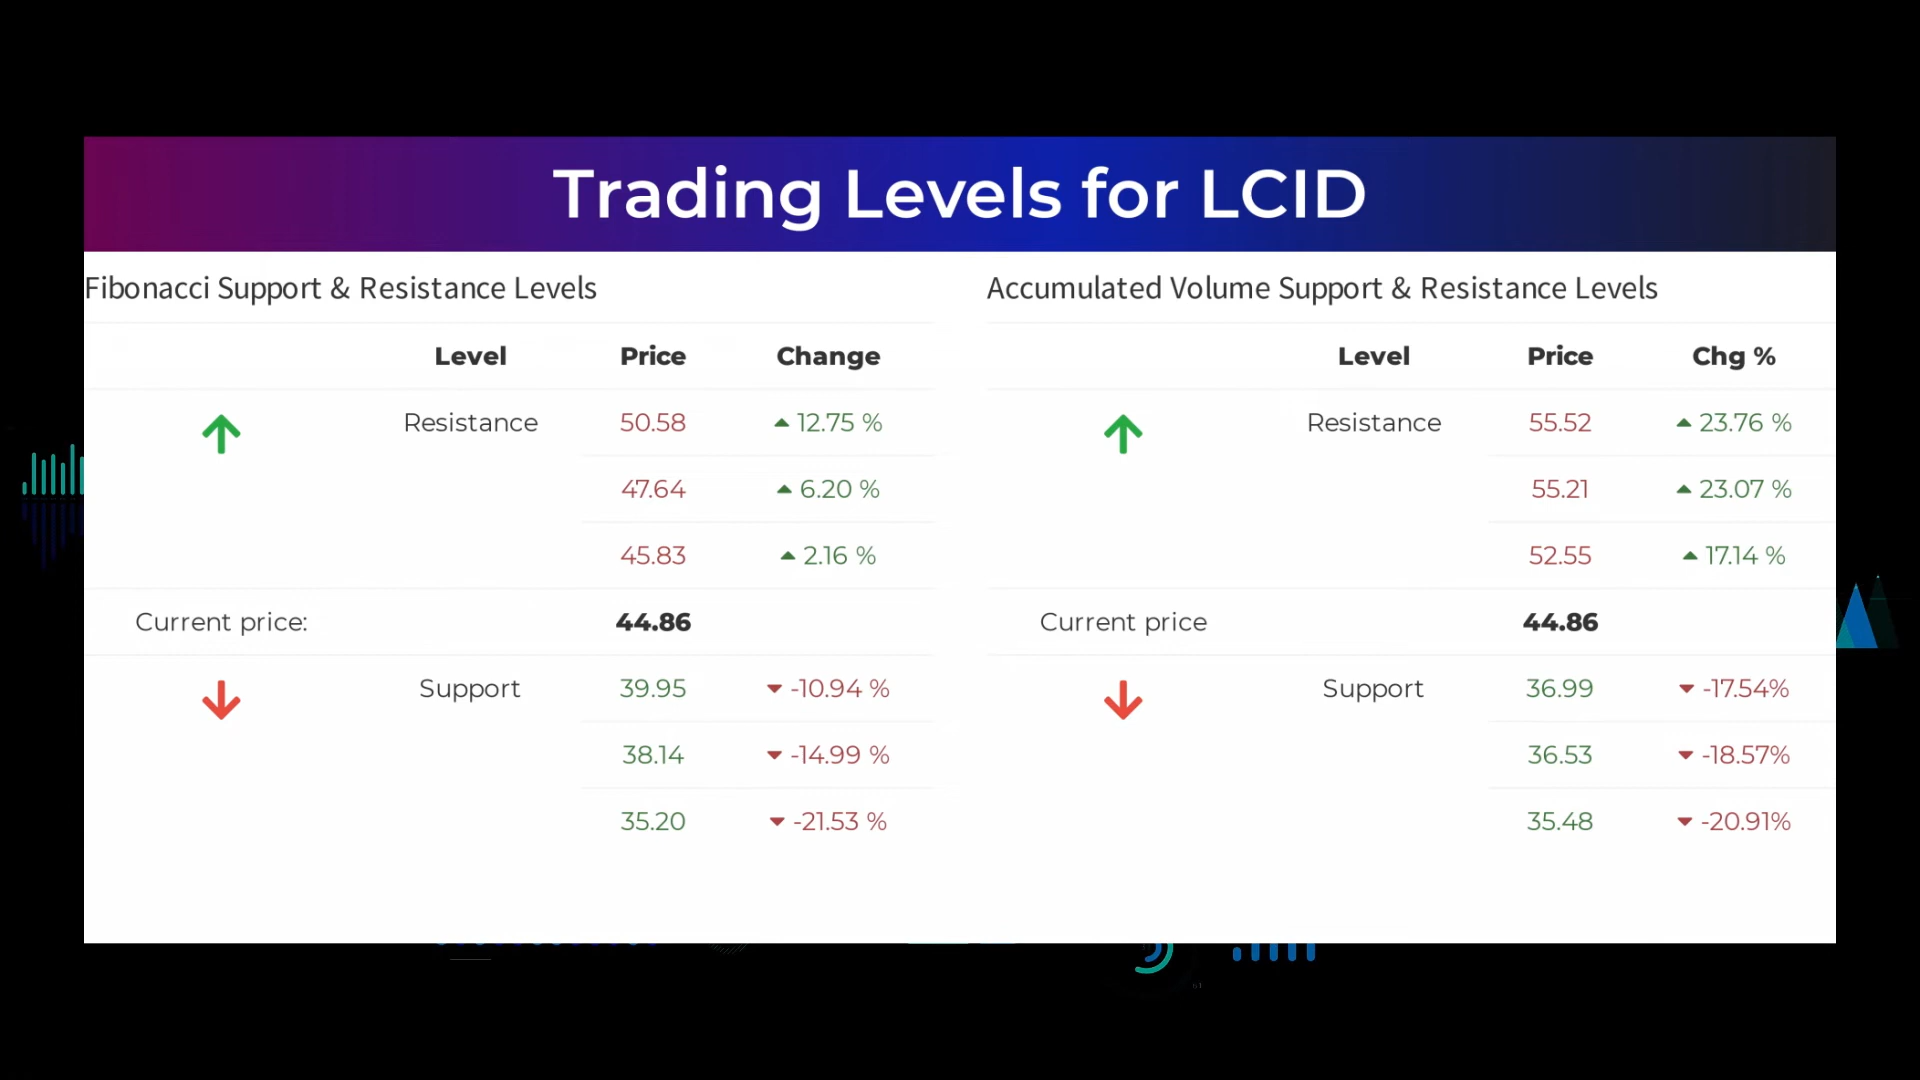 Trading Levels for LCID
Fibonacci Support & Resistance Levels
Level Price Change
Resistance 50.58 12.75 %
47.64 6.20 %
45.83 2.16 %
Current price: 44.86
Support 39.95 -10.94 %
38.14 -14.99 %
35.20 -21.53 %
Accumulated Volume Support & Resistance Levels
Level Price Chg %
Resistance 55.52 23.76 %
55.21 23.07 %
52.55 17.14 %
Current price 44.86
Support 36.99 -17.54%
36.53 -18.57%
35.48 -20.91%